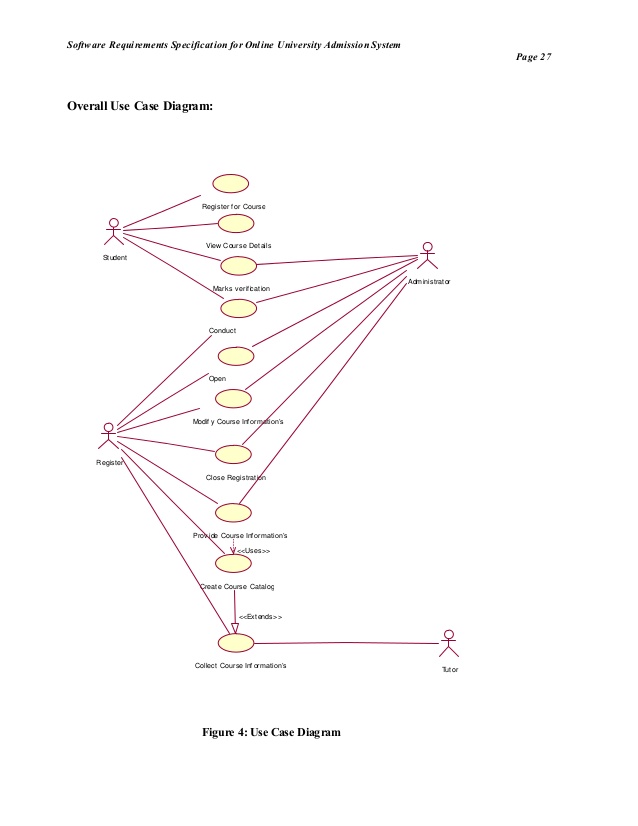 Software Requirements Specification for Online University Admission System
Page 27
Overall Use Case Diagram:
Register for Course
View Course Details
Student
Marks verification
Administrator
Conduct
Open
Modify Course Information's
Register
Close Registration
Provide Course Information's
<<Uses>>
Create Course Catalog
<<Extends>>
Collect Course Information's
Tutor
Figure 4: Use Case Diagram